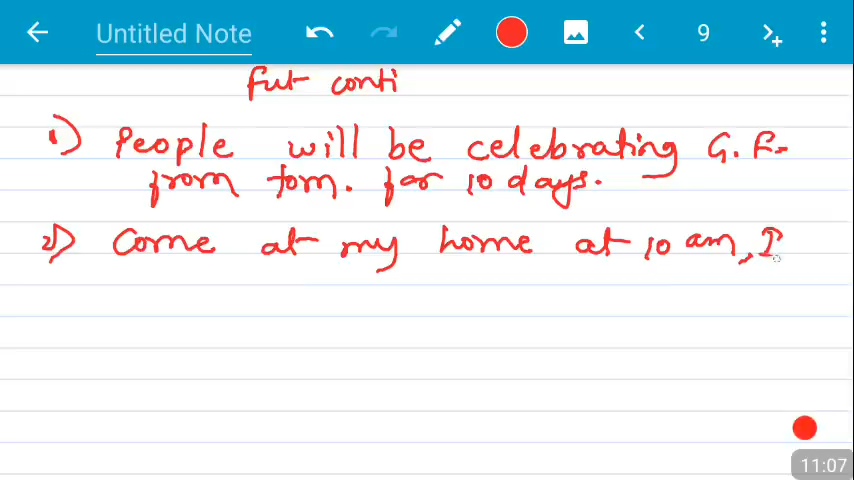 Untitled Note
9
fut conti
1) People will be celebrating G. F.
from tom. for 10 days.
2) Come at my home at 10 am, I
11:07